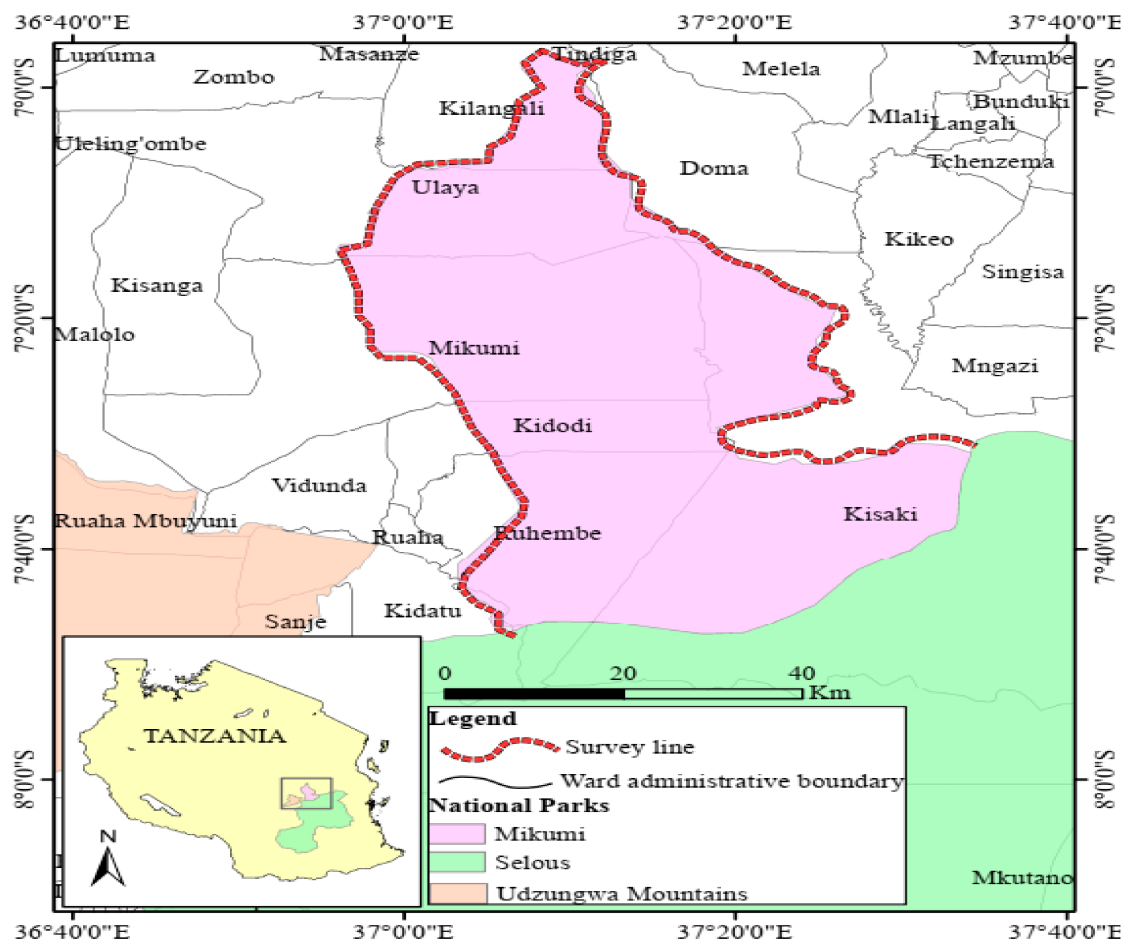 36°40'0"E 37°0'0"E 37°20'0"E 37°40'0"E
Lumuma
Masanze
Tindiga
Melela
Mzumbe
Zombo
7°0'0"S
7°0'0"S
Kilangali
Bunduki
Mlali
Langali
Uleling'ombe
Doma
Tchenzema
Ulaya
Kikeo
Kisanga
Singisa
7°20'0"S
7°20'0"S
Malolo
Mikumi
Mngazi
Kidodi
Vidunda
Ruaha Mbuyuni
Ruaha
Ruhembe
Kisaki
7°40'0"S
7°40'0"S
Kidatu
Sanje
0 20 40
Km
TANZANIA
N
Legend
Survey line
Ward administrative boundary
National Parks
Mikumi
Selous
Udzungwa Mountains
8°0'0"S
8°0'0"S
Mkutano
36°40'0"E 37°0'0"E 37°20'0"E 37°40'0"E